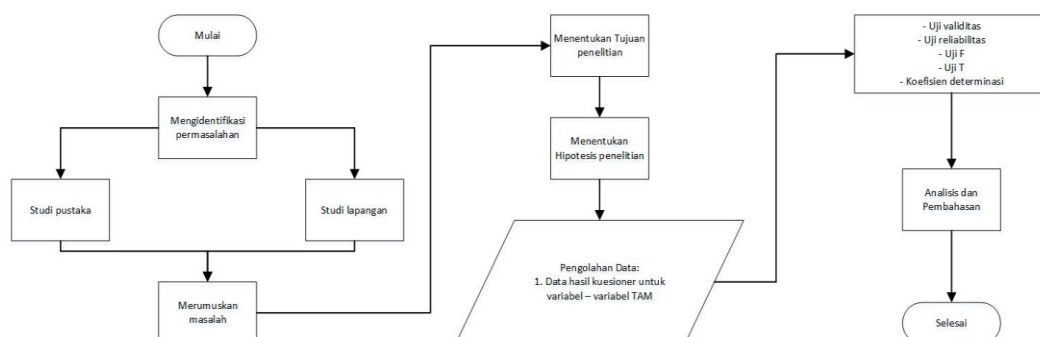 Mulai
Mengidentifikasi
permasalahan
Studi pustaka
Studi lapangan
Merumuskan
masalah
Menentukan Tujuan
penelitian
Menentukan
Hipotesis penelitian
Pengolahan Data:
1. Data hasil kuesioner untuk
variabel – variabel TAM
- Uji validitas
- Uji reliabilitas
- Uji F
- Uji T
- Koefisien determinasi
Analisis dan
Pembahasan
Selesai